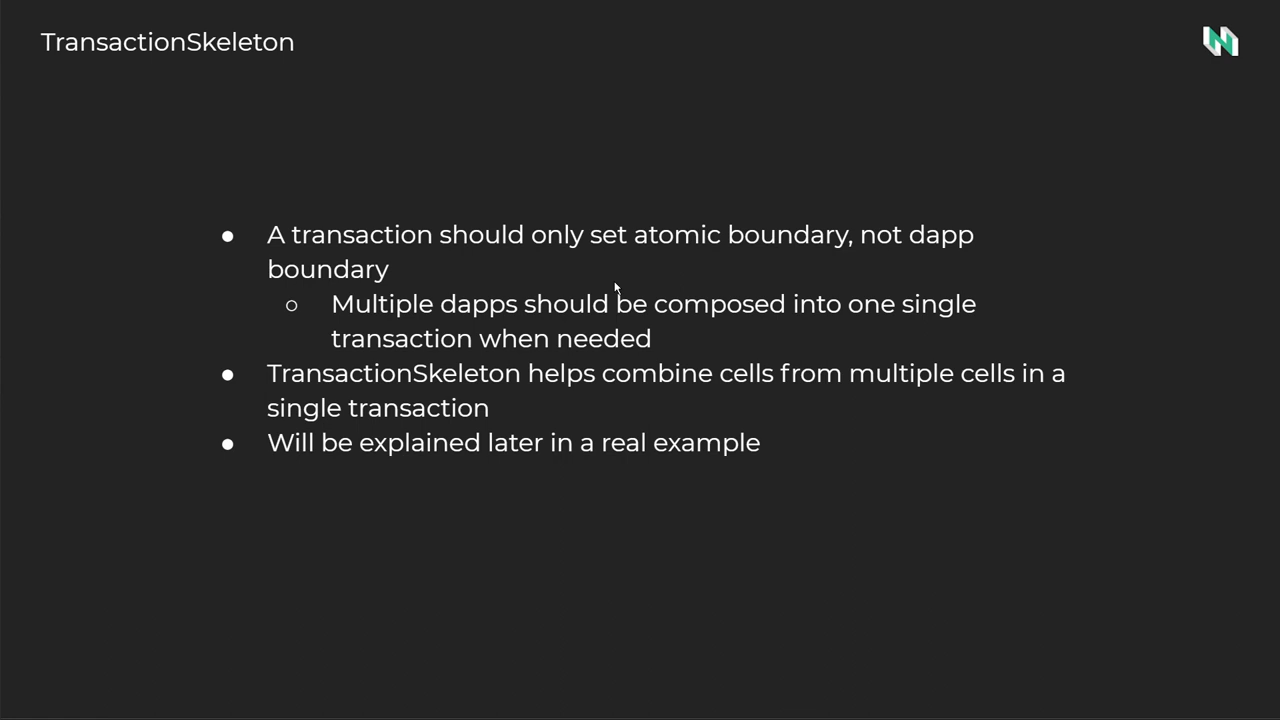 TransactionSkeleton
● A transaction should only set atomic boundary, not dapp
boundary
○ Multiple dapps should be composed into one single
transaction when needed
● TransactionSkeleton helps combine cells from multiple cells in a
single transaction
● Will be explained later in a real example